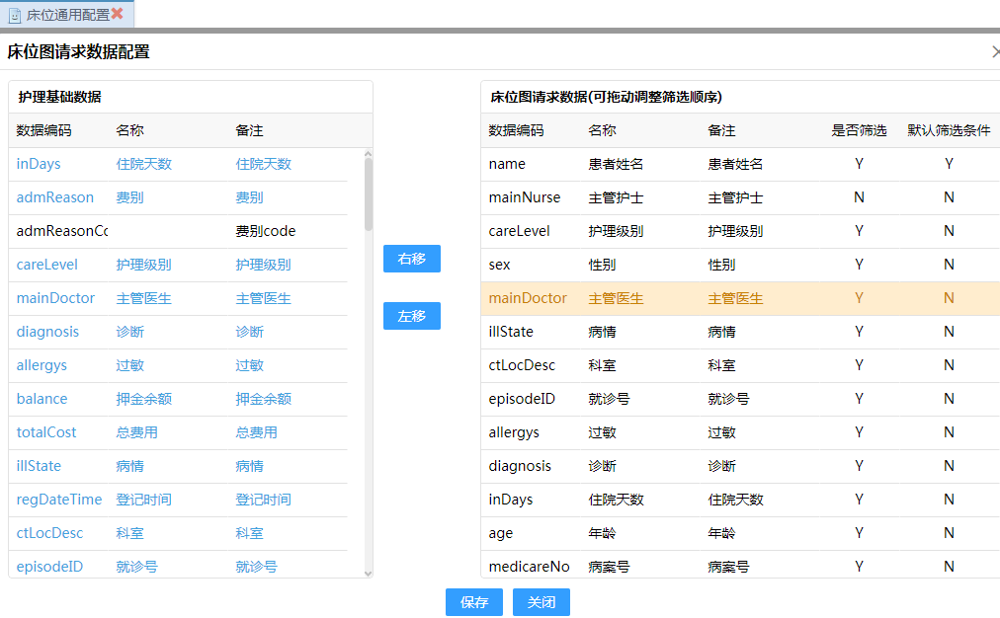 床位通用配置
床位图请求数据配置
护理基础数据
数据编码 名称 备注
inDays 住院天数 住院天数
admReason 费别 费别
admReasonCo 费别code
careLevel 护理级别 护理级别
mainDoctor 主管医生 主管医生
diagnosis 诊断 诊断
allergys 过敏 过敏
balance 押金余额 押金余额
totalCost 总费用 总费用
illState 病情 病情
regDateTime 登记时间 登记时间
ctLocDesc 科室 科室
episodeID 就诊号 就诊号
右移
左移
床位图请求数据(可拖动调整筛选顺序)
数据编码 名称 备注 是否筛选 默认筛选条件
name 患者姓名 患者姓名 Y Y
mainNurse 主管护士 主管护士 N N
careLevel 护理级别 护理级别 Y N
sex 性别 性别 Y N
mainDoctor 主管医生 主管医生 Y N
illState 病情 病情 Y N
ctLocDesc 科室 科室 Y N
episodeID 就诊号 就诊号 Y N
allergys 过敏 过敏 Y N
diagnosis 诊断 诊断 Y N
inDays 住院天数 住院天数 Y N
age 年龄 年龄 Y N
medicareNo 病案号 病案号 Y N
保存 关闭